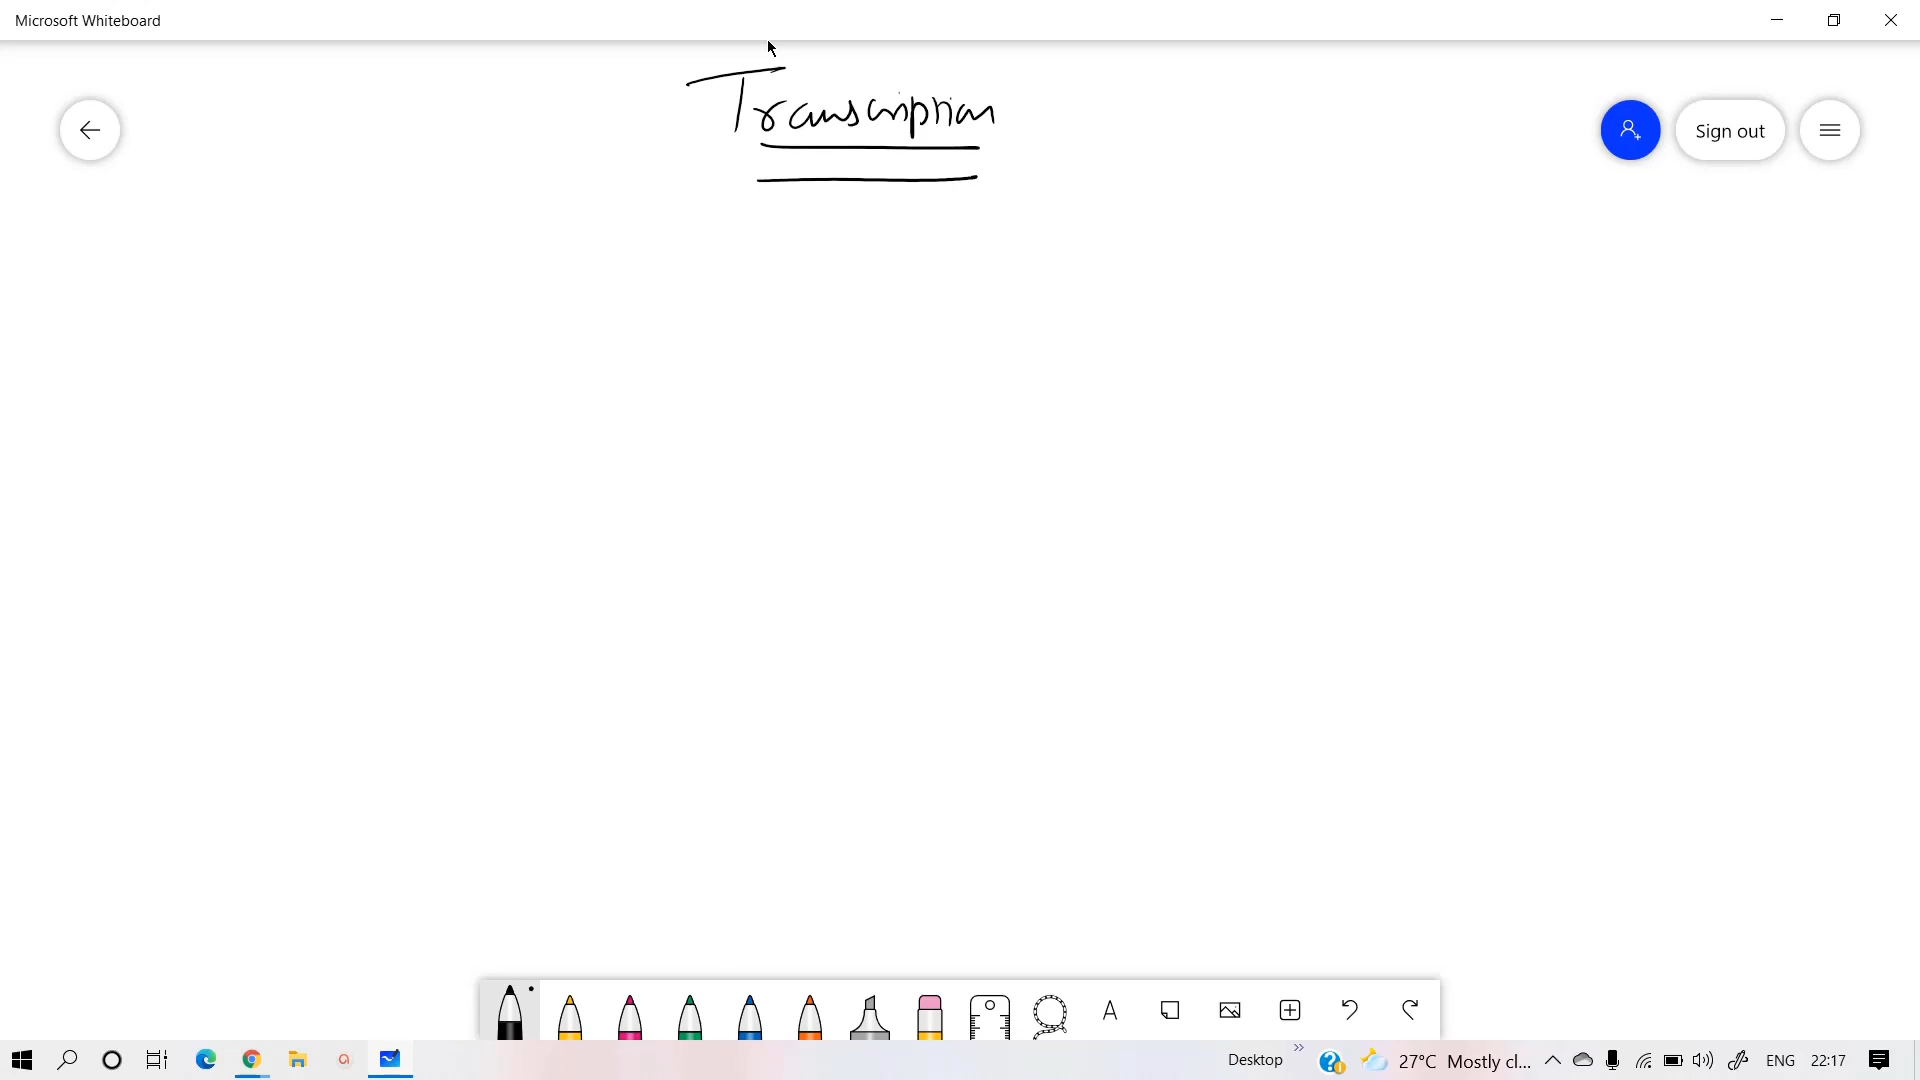 Microsoft Whiteboard
Transcription
Sign out
A
Desktop
27°C Mostly cl...
ENG
22:17